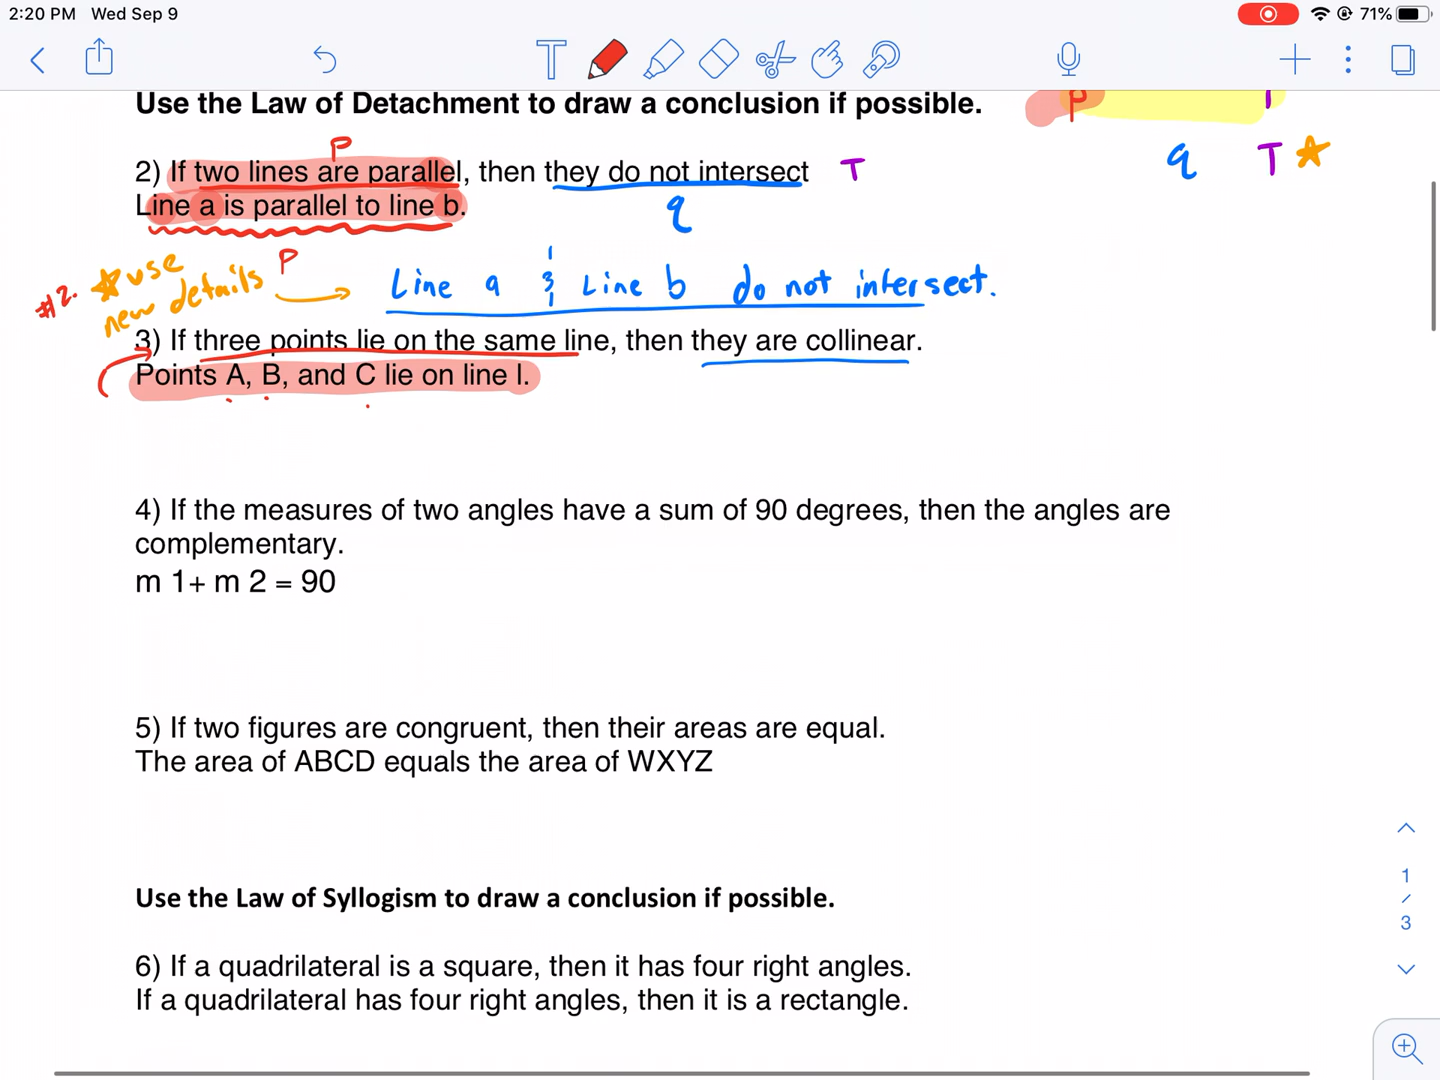 2:20 PM Wed Sep 9
71%
Use the Law of Detachment to draw a conclusion if possible.
P
P
q T
2) If two lines are parallel, then they do not intersect T
Line a is parallel to line b.
q
P
#2. use
new details
Line a & Line b do not intersect.
3) If three points lie on the same line, then they are collinear.
Points A, B, and C lie on line l.
4) If the measures of two angles have a sum of 90 degrees, then the angles are
complementary.
m 1+ m 2 = 90
5) If two figures are congruent, then their areas are equal.
The area of ABCD equals the area of WXYZ
1
/
3
Use the Law of Syllogism to draw a conclusion if possible.
6) If a quadrilateral is a square, then it has four right angles.
If a quadrilateral has four right angles, then it is a rectangle.